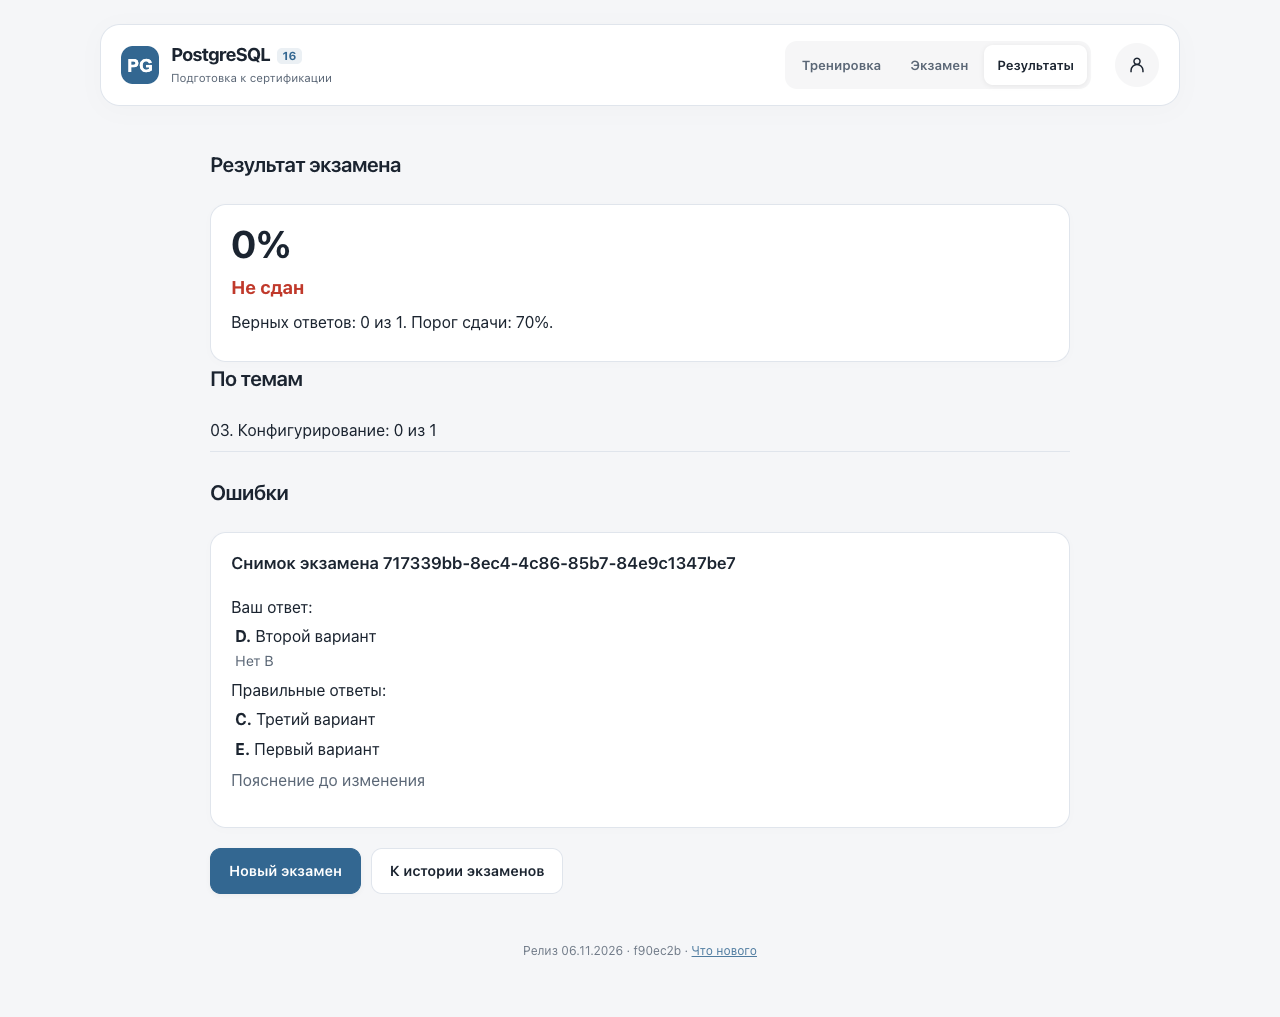 PG
PostgreSQL 16
Подготовка к сертификации
Тренировка
Экзамен
Результаты
Результат экзамена
0%
Не сдан
Верных ответов: 0 из 1. Порог сдачи: 70%.
По темам
03. Конфигурирование: 0 из 1
Ошибки
Снимок экзамена 717339bb-8ec4-4c86-85b7-84e9c1347be7
Ваш ответ:
D. Второй вариант
Нет B
Правильные ответы:
C. Третий вариант
E. Первый вариант
Пояснение до изменения
Новый экзамен
К истории экзаменов
Релиз 06.11.2026 · f90ec2b · Что нового